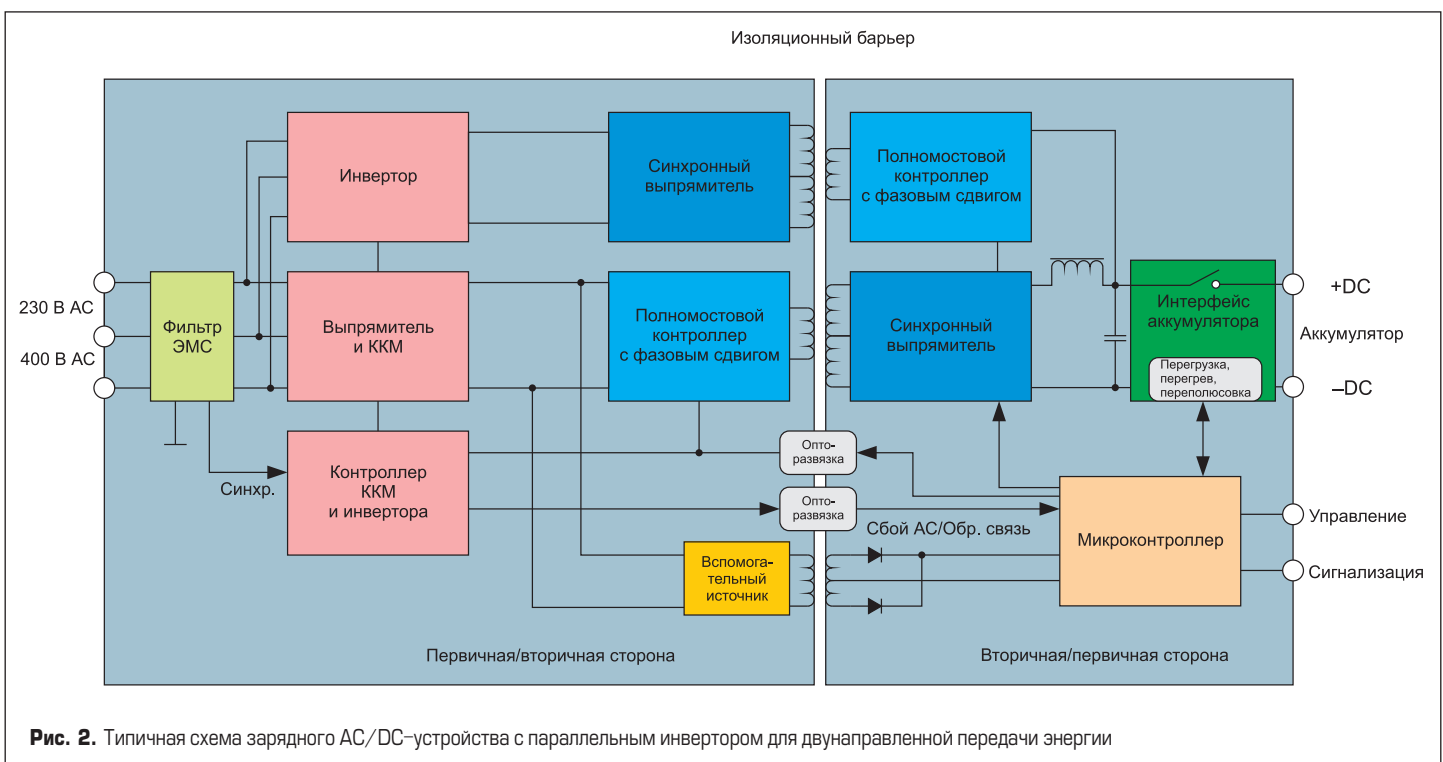 Изоляционный барьер
Инвертор
Синхронный
выпрямитель
Полномостовой
контроллер
с фазовым сдвигом
230 В AC
400 В AC
Фильтр
ЭМС
Выпрямитель
и ККМ
Полномостовой
контроллер
с фазовым сдвигом
Синхронный
выпрямитель
Интерфейс
аккумулятора
Перегрузка,
перегрев,
переполюсовка
+DC
Аккумулятор
–DC
Синхр.
Контроллер
ККМ
и инвертора
Опто-
развязка
Опто-
развязка
Сбой AC/Обр. связь
Микроконтроллер
Управление
Сигнализация
Вспомога-
тельный
источник
Первичная/вторичная сторона
Вторичная/первичная сторона
Рис. 2. Типичная схема зарядного AC/DC-устройства с параллельным инвертором для двунаправленной передачи энергии